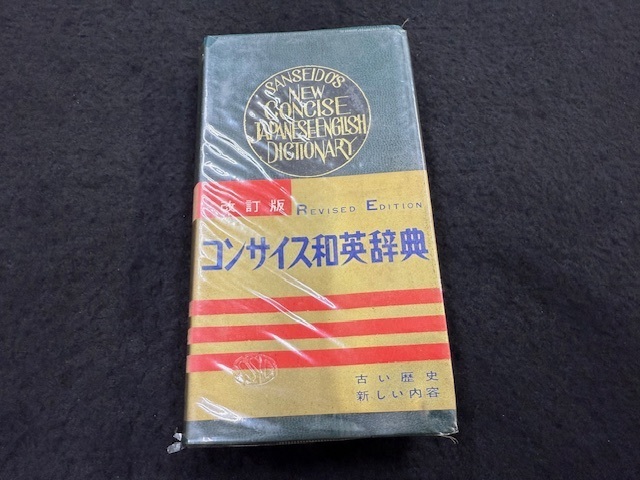 SANSEIDO'S
NEW
CONCISE
JAPANESE-ENGLISH
DICTIONARY
改訂版 REVISED EDITION
コンサイス和英辞典
古い歴史
新しい内容